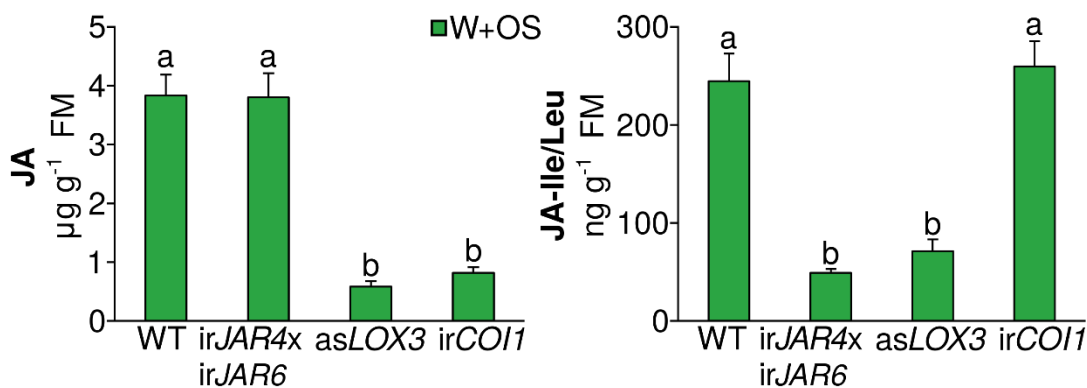 JA
µg g⁻¹ FM
5
4
3
2
1
0
a
a
b
b
WT
irJAR4x
irJAR6
asLOX3
irCOI1
W+OS
JA-Ile/Leu
ng g⁻¹ FM
300
200
100
0
a
b
b
a
WT
irJAR4x
irJAR6
asLOX3
irCOI1